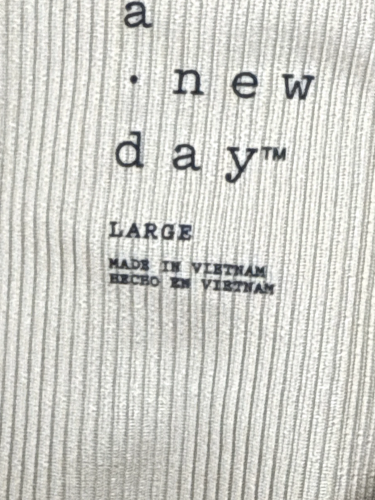 a
· new
day™
LARGE
MADE IN VIETNAM
HECHO EN VIETNAM